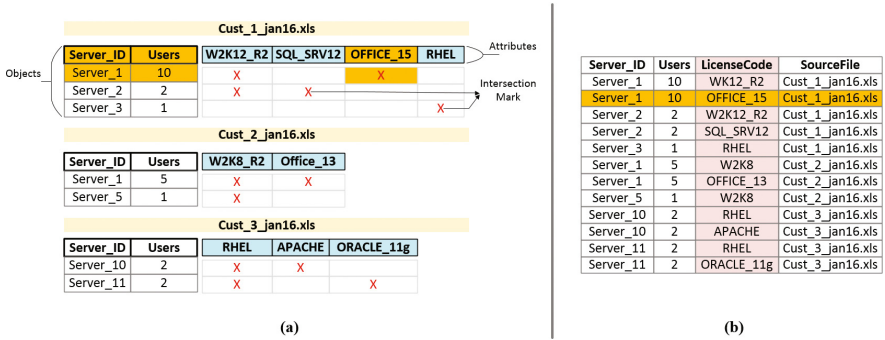 Cust_1_jan16.xls
Attributes
Server_ID Users W2K12_R2 SQL_SRV12 OFFICE_15 RHEL
Objects
Server_1 10 X X
Server_2 2 X X
Intersection
Mark
Server_3 1 X
Cust_2_jan16.xls
Server_ID Users W2K8_R2 Office_13
Server_1 5 X X
Server_5 1 X
Cust_3_jan16.xls
Server_ID Users RHEL APACHE ORACLE_11g
Server_10 2 X X
Server_11 2 X X
(a)
Server_ID Users LicenseCode SourceFile
Server_1 10 WK12_R2 Cust_1_jan16.xls
Server_1 10 OFFICE_15 Cust_1_jan16.xls
Server_2 2 W2K12_R2 Cust_1_jan16.xls
Server_2 2 SQL_SRV12 Cust_1_jan16.xls
Server_3 1 RHEL Cust_1_jan16.xls
Server_1 5 W2K8 Cust_2_jan16.xls
Server_1 5 OFFICE_13 Cust_2_jan16.xls
Server_5 1 W2K8 Cust_2_jan16.xls
Server_10 2 RHEL Cust_3_jan16.xls
Server_10 2 APACHE Cust_3_jan16.xls
Server_11 2 RHEL Cust_3_jan16.xls
Server_11 2 ORACLE_11g Cust_3_jan16.xls
(b)